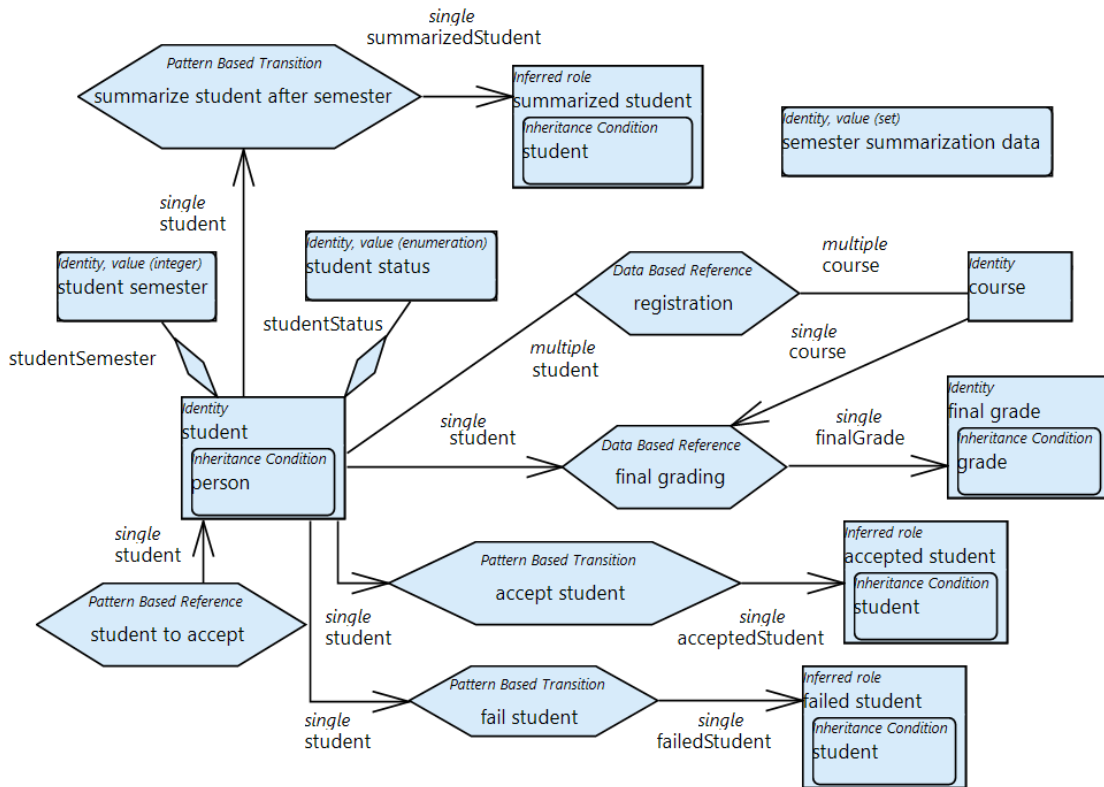 single
summarizedStudent
Pattern Based Transition
summarize student after semester
Inferred role
summarized student
Inheritance Condition
student
Identity, value (set)
semester summarization data
single
student
Identity, value (integer)
student semester
Identity, value (enumeration)
student status
studentSemester
studentStatus
Data Based Reference
registration
multiple
course
Identity
course
multiple
student
single
course
Identity
student
Inheritance Condition
person
single
student
Data Based Reference
final grading
single
finalGrade
Identity
final grade
Inheritance Condition
grade
single
student
Pattern Based Reference
student to accept
Pattern Based Transition
accept student
single
student
single
acceptedStudent
Inferred role
accepted student
Inheritance Condition
student
Pattern Based Transition
fail student
single
student
single
failedStudent
Inferred role
failed student
Inheritance Condition
student